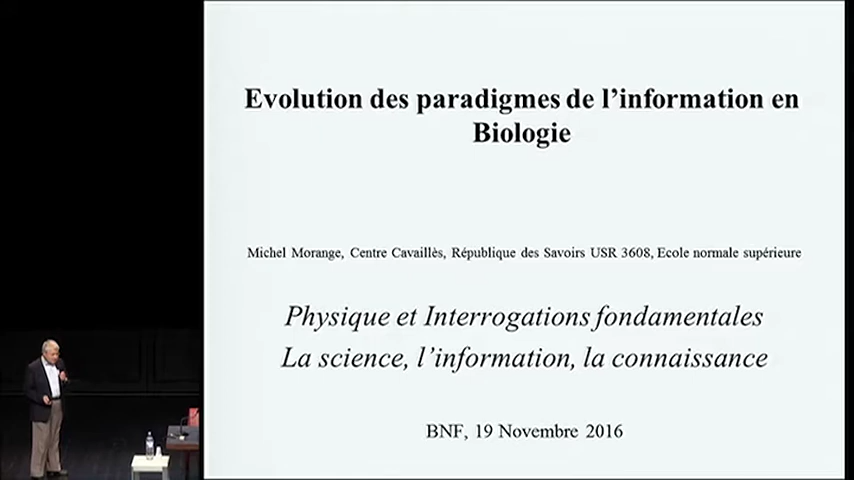 Evolution des paradigmes de l’information en
Biologie
Michel Morange, Centre Cavaillès, République des Savoirs USR 3608, Ecole normale supérieure
Physique et Interrogations fondamentales
La science, l’information, la connaissance
BNF, 19 Novembre 2016